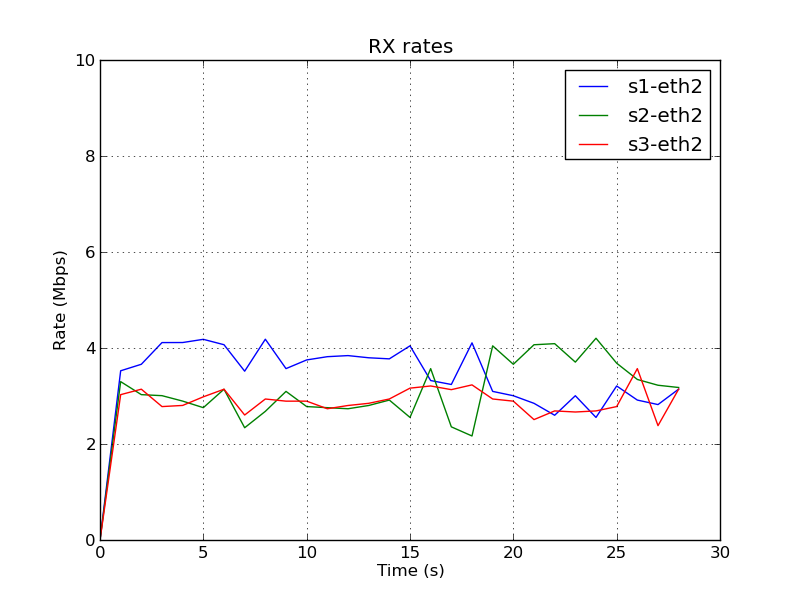 RX rates
10
8
6
4
2
0
Rate (Mbps)
s1-eth2
s2-eth2
s3-eth2
0 5 10 15 20 25 30
Time (s)